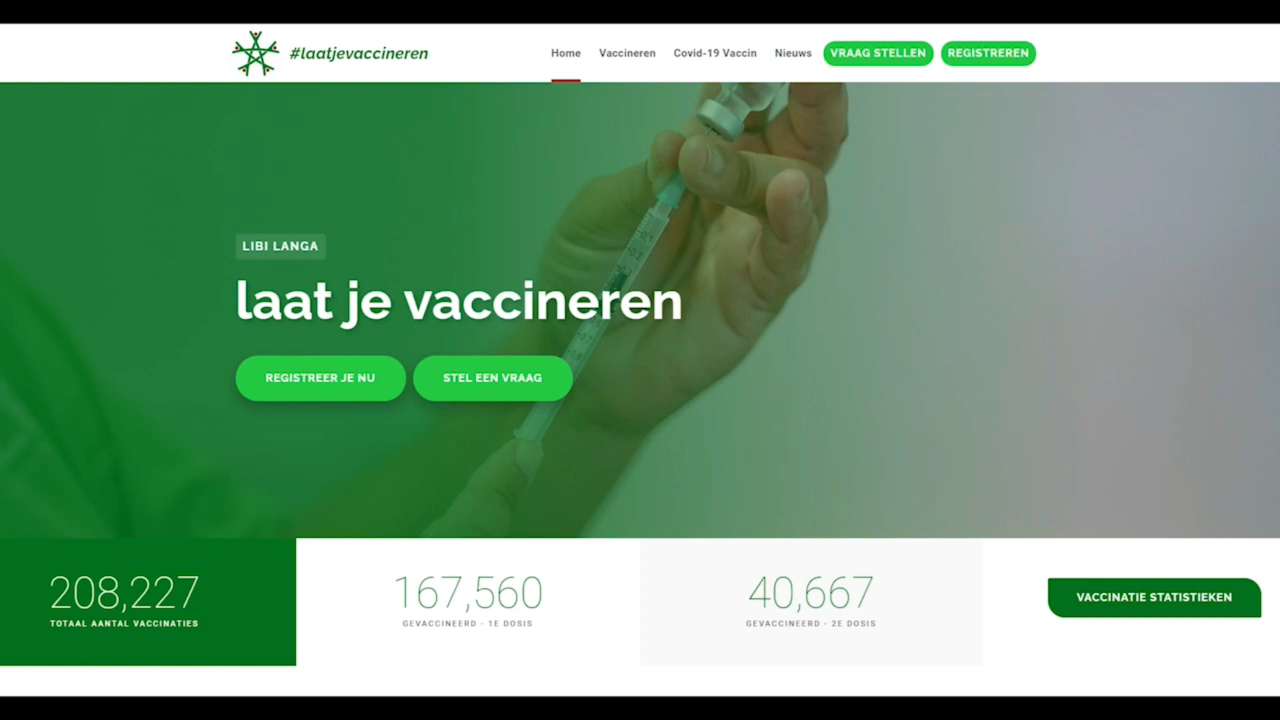 #laatjevaccineren
Home Vaccineren Covid-19 Vaccin Nieuws VRAAG STELLEN REGISTREREN
LIBI LANGA
laat je vaccineren
REGISTREER JE NU STEL EEN VRAAG
208,227 167,560 40,667
TOTAAL AANTAL VACCINATIES GEVACCINEERD - 1E DOSIS GEVACCINEERD - 2E DOSIS
VACCINATIE STATISTIEKEN